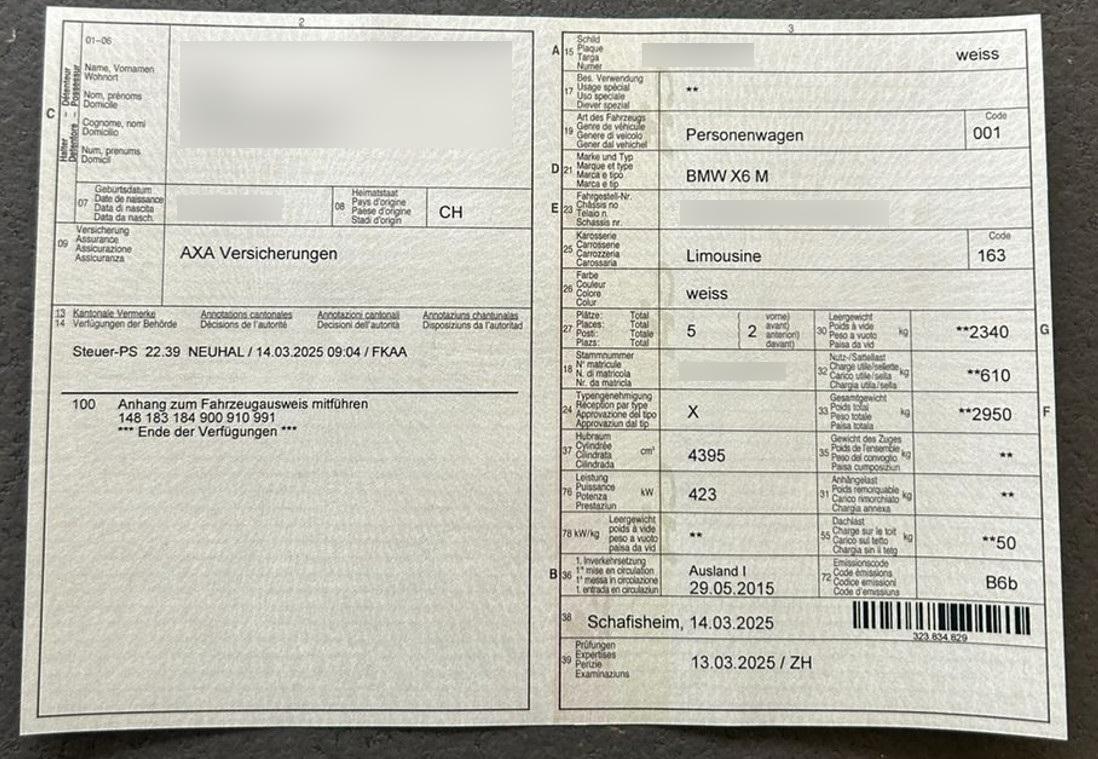 2
01-06
Détenteur
Possessur
Halter
Detentore
C
Name, Vornamen
Wohnort
Nom, prénoms
Domicile
Cognome, nomi
Domicilio
Num, prenums
Domicil
07
Geburtsdatum
Date de naissance
Data di nascita
Data da nasch.
08
Heimatstaat
Pays d'origine
Paese d'origine
Stadi d'origin
CH
09
Versicherung
Assurance
Assicurazione
Assicuranza
AXA Versicherungen
13 Kantonale Vermerke Annotations cantonales Annotazioni cantonali Annotaziuns chantunalas
14 Verfügungen der Behörde Décisions de l'autorité Decisioni dell'autorità Disposiziuns da l'autoritad
Steuer-PS 22.39 NEUHAL / 14.03.2025 09:04 / FKAA
100 Anhang zum Fahrzeugausweis mitführen
148 183 184 900 910 991
*** Ende der Verfügungen ***
3
A 15
Schild
Plaque
Targa
Numer
weiss
17
Bes. Verwendung
Usage spécial
Uso speciale
Diever spezial
**
19
Art des Fahrzeugs
Genre de véhicule
Genere di veicolo
Gener dal vehichel
Personenwagen
Code
001
D 21
Marke und Typ
Marque et type
Marca e tipo
Marca e tip
BMW X6 M
E 23
Fahrgestell-Nr.
Châssis no
Telaio n.
Schassis nr.
25
Karosserie
Carrosserie
Carrozzeria
Carossaria
Limousine
Code
163
26
Farbe
Couleur
Colore
Colur
weiss
27
Plätze: Total
Places: Total
Posti: Totale
Plazs: Total
5
2
vorne)
avant)
anteriori)
davant)
30
Leergewicht
Poids à vide
Peso a vuoto
Paisa da vid
kg
**2340
G
18
Stammnummer
N° matricule
N. di matricola
Nr. da matricla
32
Nutz-/Sattellast
Charge utile/sellette
Carico utile/sella
Chargia utila/sella
kg
**610
24
Typengenehmigung
Réception par type
Approvazione del tipo
Approvaziun dal tip
X
33
Gesamtgewicht
Poids total
Peso totale
Paisa totala
kg
**2950
F
37
Hubraum
Cylindrée
Cilindrata
Cilindrada
cm³
4395
35
Gewicht des Zuges
Poids de l'ensemble
Peso del convoglio
Paisa cumposiziun
kg
**
76
Leistung
Puissance
Potenza
Prestaziun
kW
423
31
Anhängelast
Poids remorquable
Carico rimorchiato
Chargia annexa
kg
**
78 kW/kg
Leergewicht
poids à vide
peso a vuoto
paisa da vid
**
55
Dachlast
Charge sur le toit
Carico sul tetto
Chargia sin il tetg
kg
**50
B 36
1. Inverkehrsetzung
1re mise en circulation
1a messa in circolazione
1. entrada en circulaziun
Ausland I
29.05.2015
72
Emissionscode
Code émissions
Codice emissioni
Code d'emissiuns
B6b
38
Schafisheim, 14.03.2025
323.834.829
39
Prüfungen
Expertises
Perizie
Examinaziuns
13.03.2025 / ZH